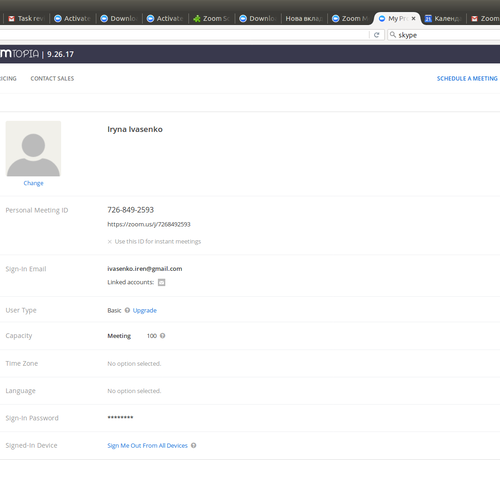 Task rev
Activate
Downlo
Activate
Zoom Sc
Downlo
Нова вклад
Zoom M
My Pro
Календ
Zoom
skype
MTOPIA | 9.26.17
ICING
CONTACT SALES
SCHEDULE A MEETING
Iryna Ivasenko
Change
Personal Meeting ID
726-849-2593
https://zoom.us/j/7268492593
× Use this ID for instant meetings
Sign-In Email
ivasenko.iren@gmail.com
Linked accounts:
User Type
Basic ? Upgrade
Capacity
Meeting 100 ?
Time Zone
No option selected.
Language
No option selected.
Sign-In Password
********
Signed-In Device
Sign Me Out From All Devices ?